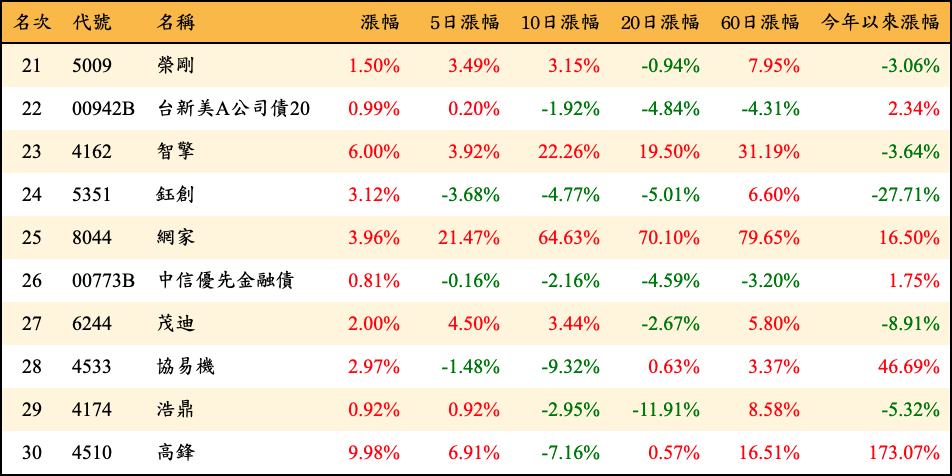 名次 代號 名稱 漲幅 5日漲幅 10日漲幅 20日漲幅 60日漲幅 今年以來漲幅
21 5009 榮剛 1.50% 3.49% 3.15% -0.94% 7.95% -3.06%
22 00942B 台新美A公司債20 0.99% 0.20% -1.92% -4.84% -4.31% 2.34%
23 4162 智擎 6.00% 3.92% 22.26% 19.50% 31.19% -3.64%
24 5351 鈺創 3.12% -3.68% -4.77% -5.01% 6.60% -27.71%
25 8044 網家 3.96% 21.47% 64.63% 70.10% 79.65% 16.50%
26 00773B 中信優先金融債 0.81% -0.16% -2.16% -4.59% -3.20% 1.75%
27 6244 茂迪 2.00% 4.50% 3.44% -2.67% 5.80% -8.91%
28 4533 協易機 2.97% -1.48% -9.32% 0.63% 3.37% 46.69%
29 4174 浩鼎 0.92% 0.92% -2.95% -11.91% 8.58% -5.32%
30 4510 高鋒 9.98% 6.91% -7.16% 0.57% 16.51% 173.07%